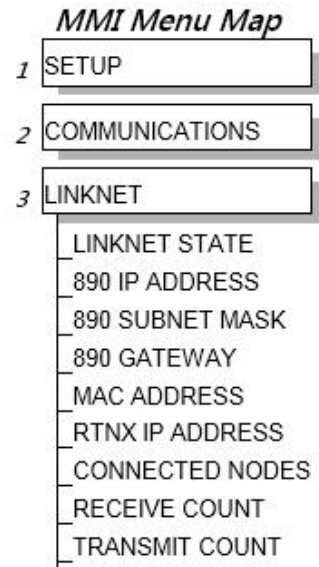 MMI Menu Map
1 SETUP
2 COMMUNICATIONS
3 LINKNET
LINKNET STATE
890 IP ADDRESS
890 SUBNET MASK
890 GATEWAY
MAC ADDRESS
RTNX IP ADDRESS
CONNECTED NODES
RECEIVE COUNT
TRANSMIT COUNT